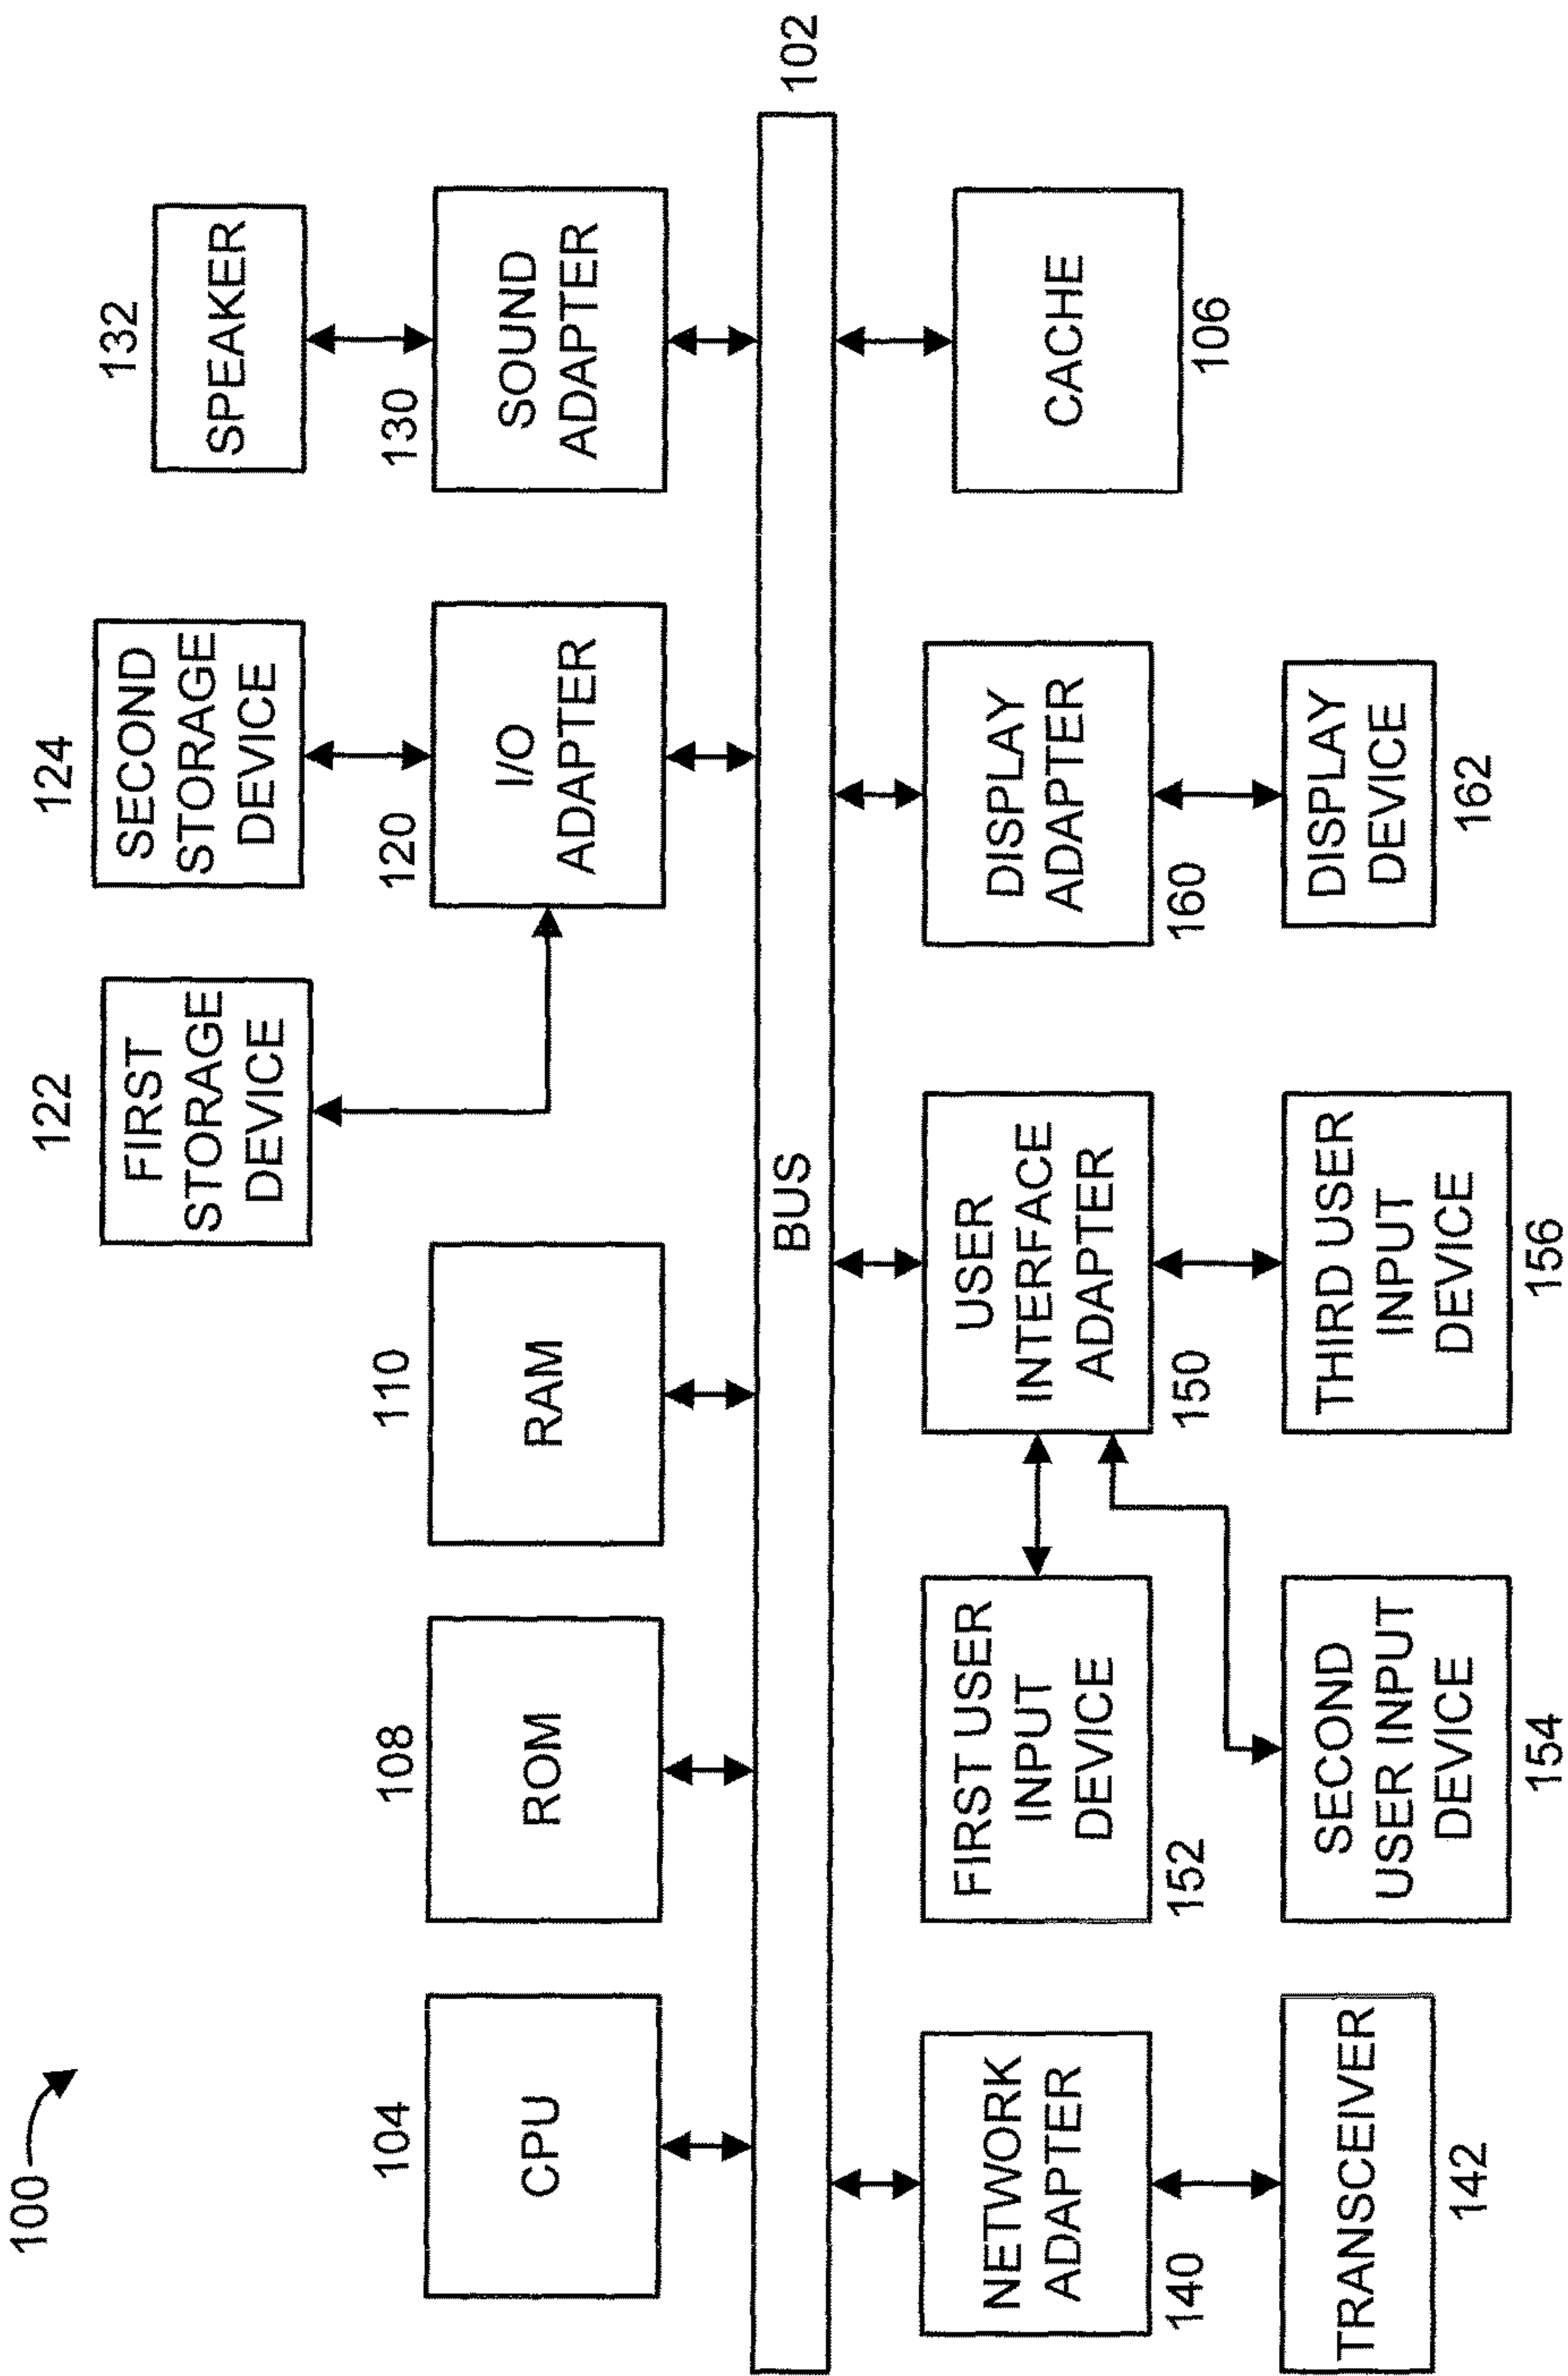 100
104
CPU
108
ROM
110
RAM
122
FIRST
STORAGE
DEVICE
124
SECOND
STORAGE
DEVICE
120
I/O
ADAPTER
132
SPEAKER
130
SOUND
ADAPTER
BUS
102
NETWORK
ADAPTER
140
TRANSCEIVER
142
FIRST USER
INPUT
DEVICE
152
SECOND
USER INPUT
DEVICE
154
USER
INTERFACE
ADAPTER
150
THIRD USER
INPUT
DEVICE
156
DISPLAY
ADAPTER
160
DISPLAY
DEVICE
162
CACHE
106